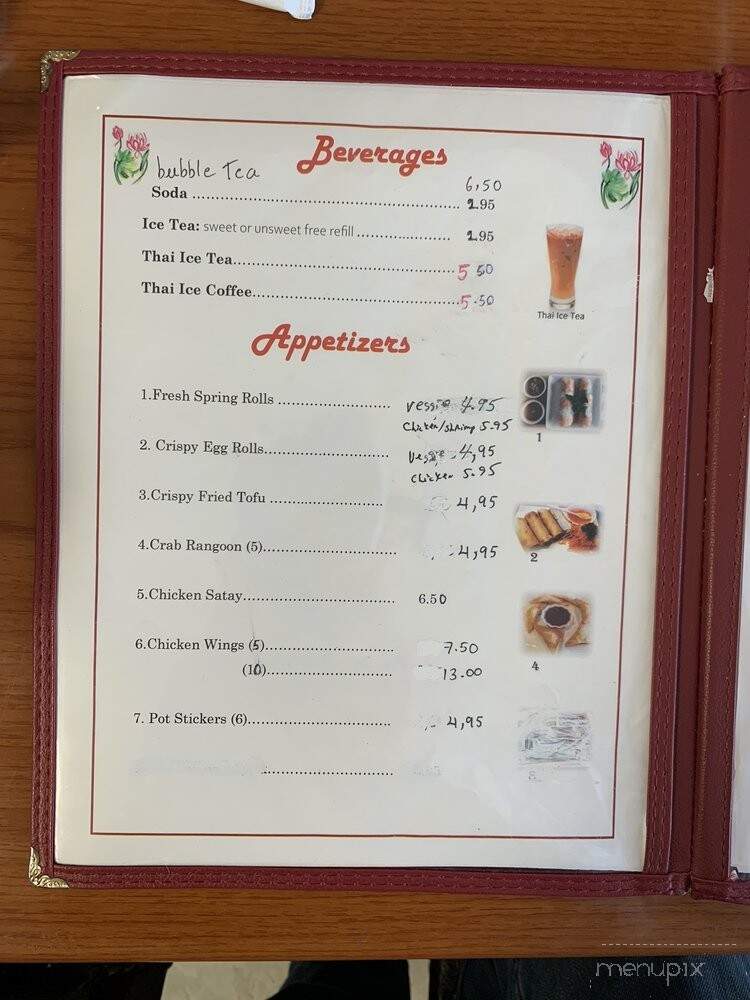 Beverages
bubble Tea 6,50
Soda ........ 2.95
Ice Tea: sweet or unsweet free refill ........ 2.95
Thai Ice Tea........ 5 50
Thai Ice Coffee........ 5.50
Thai Ice Tea
Appetizers
1.Fresh Spring Rolls ........ veggie 4.95
Chicken/shrimp 5.95
1
2. Crispy Egg Rolls........ veggie 4,95
chicken 5.95
3.Crispy Fried Tofu ........ 4,95
4.Crab Rangoon (5)........ 4,95
2
5.Chicken Satay........ 6.50
6.Chicken Wings (5)........ 7.50
(10)........ 13.00
4
7. Pot Stickers (6)........ 4,95
menupix